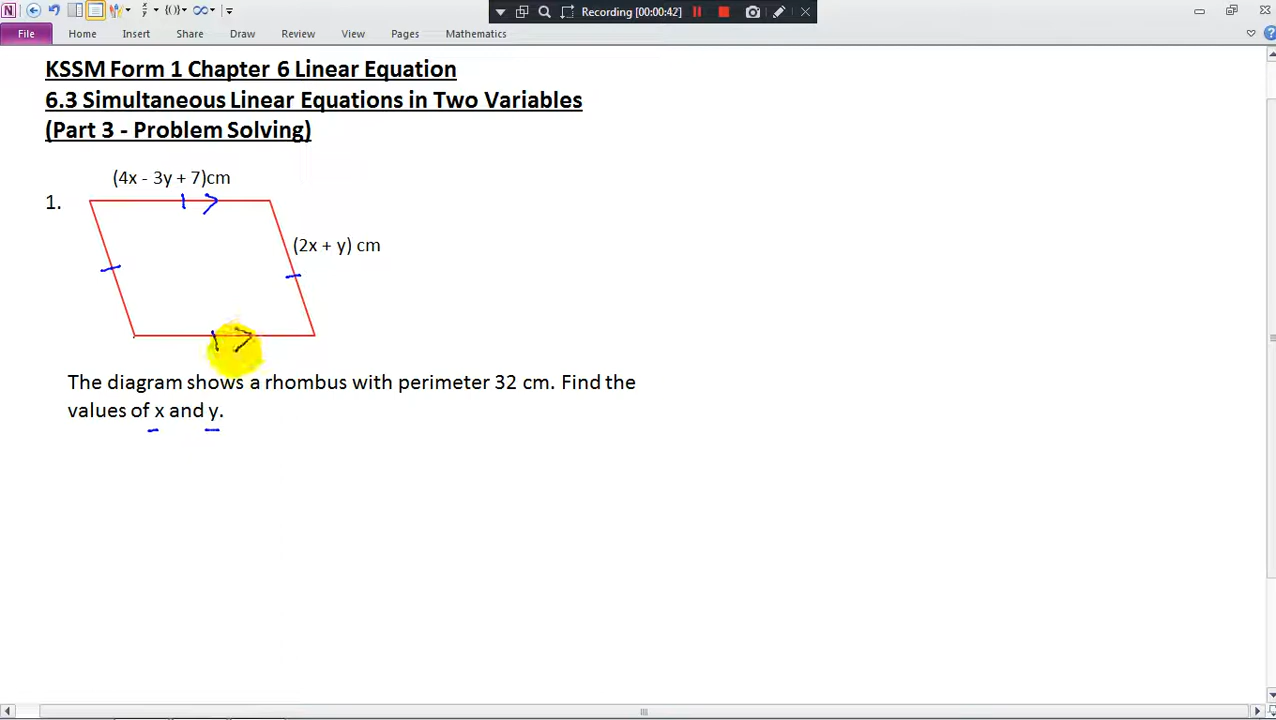 Recording [00:00:42]
File Home Insert Share Draw Review View Pages Mathematics
KSSM Form 1 Chapter 6 Linear Equation
6.3 Simultaneous Linear Equations in Two Variables
(Part 3 - Problem Solving)
(4x - 3y + 7)cm
1.
(2x + y) cm
The diagram shows a rhombus with perimeter 32 cm. Find the
values of x and y.